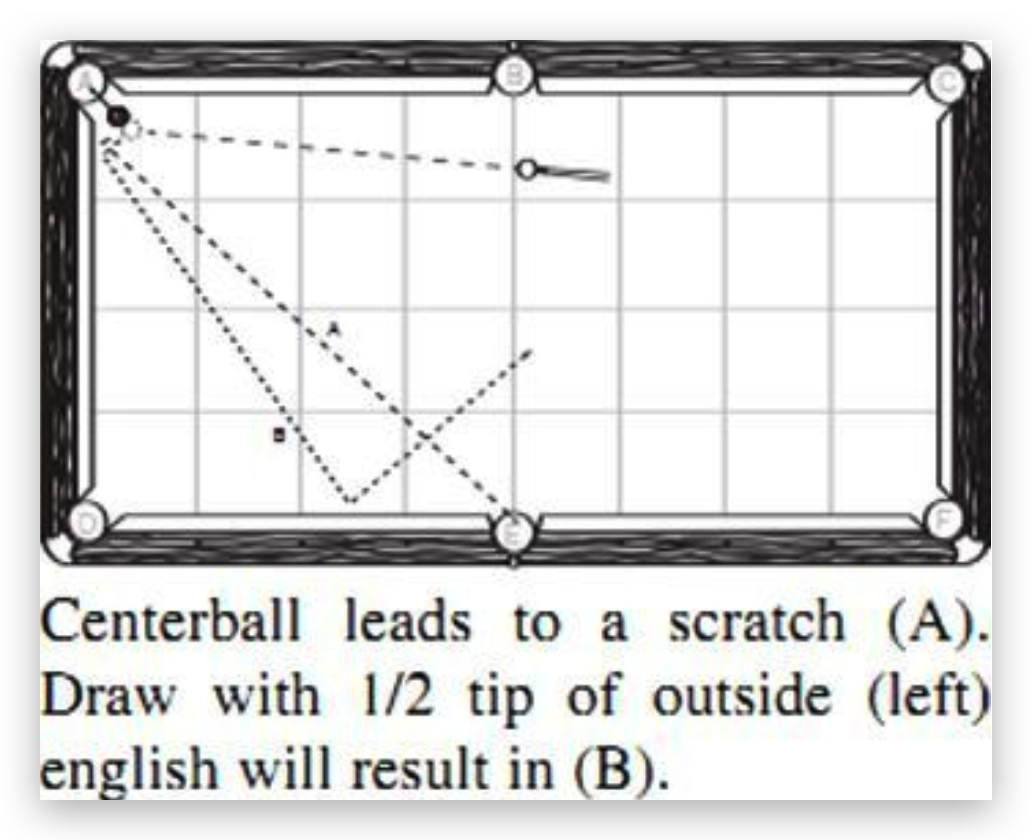 A B C
A
B
D E F
Centerball leads to a scratch (A).
Draw with 1/2 tip of outside (left)
english will result in (B).